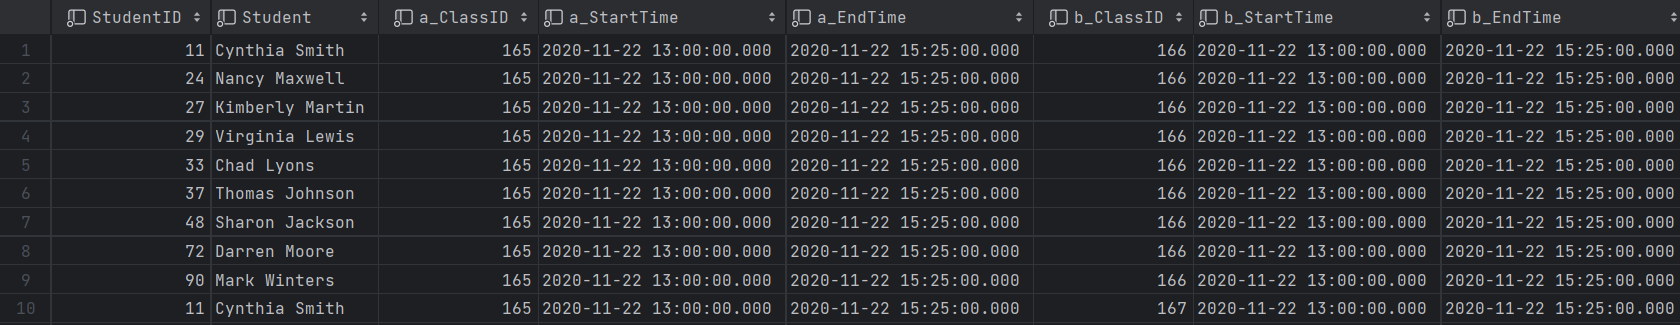 StudentID Student a_ClassID a_StartTime a_EndTime b_ClassID b_StartTime b_EndTime
1 11 Cynthia Smith 165 2020-11-22 13:00:00.000 2020-11-22 15:25:00.000 166 2020-11-22 13:00:00.000 2020-11-22 15:25:00.000
2 24 Nancy Maxwell 165 2020-11-22 13:00:00.000 2020-11-22 15:25:00.000 166 2020-11-22 13:00:00.000 2020-11-22 15:25:00.000
3 27 Kimberly Martin 165 2020-11-22 13:00:00.000 2020-11-22 15:25:00.000 166 2020-11-22 13:00:00.000 2020-11-22 15:25:00.000
4 29 Virginia Lewis 165 2020-11-22 13:00:00.000 2020-11-22 15:25:00.000 166 2020-11-22 13:00:00.000 2020-11-22 15:25:00.000
5 33 Chad Lyons 165 2020-11-22 13:00:00.000 2020-11-22 15:25:00.000 166 2020-11-22 13:00:00.000 2020-11-22 15:25:00.000
6 37 Thomas Johnson 165 2020-11-22 13:00:00.000 2020-11-22 15:25:00.000 166 2020-11-22 13:00:00.000 2020-11-22 15:25:00.000
7 48 Sharon Jackson 165 2020-11-22 13:00:00.000 2020-11-22 15:25:00.000 166 2020-11-22 13:00:00.000 2020-11-22 15:25:00.000
8 72 Darren Moore 165 2020-11-22 13:00:00.000 2020-11-22 15:25:00.000 166 2020-11-22 13:00:00.000 2020-11-22 15:25:00.000
9 90 Mark Winters 165 2020-11-22 13:00:00.000 2020-11-22 15:25:00.000 166 2020-11-22 13:00:00.000 2020-11-22 15:25:00.000
10 11 Cynthia Smith 165 2020-11-22 13:00:00.000 2020-11-22 15:25:00.000 167 2020-11-22 13:00:00.000 2020-11-22 15:25:00.000